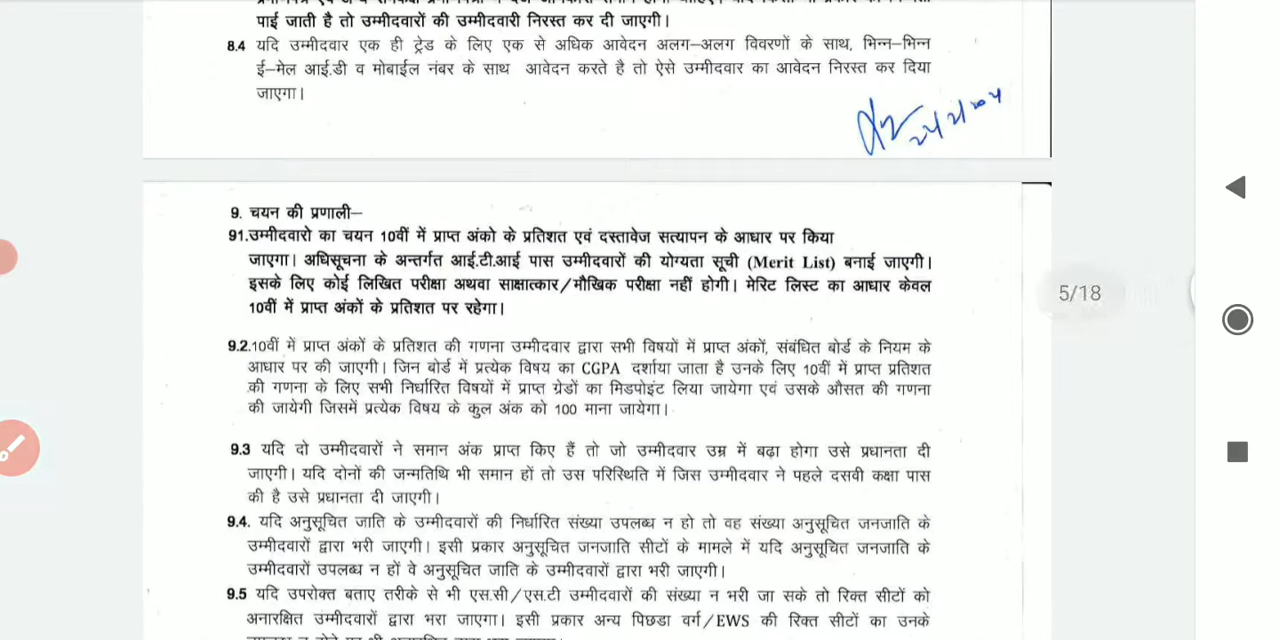 पाई जाती है तो उम्मीदवारों की उम्मीदवारी निरस्त कर दी जाएगी।
8.4 यदि उम्मीदवार एक ही ट्रेड के लिए एक से अधिक आवेदन अलग–अलग विवरणों के साथ, भिन्न–भिन्न
ई–मेल आई.डी व मोबाईल नंबर के साथ आवेदन करते है तो ऐसे उम्मीदवार का आवेदन निरस्त कर दिया
जाएगा।
9. चयन की प्रणाली–
91.उम्मीदवारो का चयन 10वीं में प्राप्त अंको के प्रतिशत एवं दस्तावेज सत्यापन के आधार पर किया
जाएगा। अधिसूचना के अन्तर्गत आई.टी.आई पास उम्मीदवारों की योग्यता सूची (Merit List) बनाई जाएगी।
इसके लिए कोई लिखित परीक्षा अथवा साक्षात्कार/मौखिक परीक्षा नहीं होगी। मेरिट लिस्ट का आधार केवल
10वीं में प्राप्त अंकों के प्रतिशत पर रहेगा।
5/18
9.2.10वीं में प्राप्त अंकों के प्रतिशत की गणना उम्मीदवार द्वारा सभी विषयों में प्राप्त अंकों, संबंधित बोर्ड के नियम के
आधार पर की जाएगी। जिन बोर्ड में प्रत्येक विषय का CGPA दर्शाया जाता है उनके लिए 10वीं में प्राप्त प्रतिशत
की गणना के लिए सभी निर्धारित विषयों में प्राप्त ग्रेडों का मिडपोइंट लिया जायेगा एवं उसके औसत की गणना
की जायेगी जिसमें प्रत्येक विषय के कुल अंक को 100 माना जायेगा।
9.3 यदि दो उम्मीदवारों ने समान अंक प्राप्त किए हैं तो जो उम्मीदवार उम्र में बढा होगा उसे प्रधानता दी
जाएगी। यदि दोनों की जन्मतिथि भी समान हों तो उस परिस्थिति में जिस उम्मीदवार ने पहले दसवी कक्षा पास
की है उसे प्रधानता दी जाएगी।
9.4. यदि अनुसूचित जाति के उम्मीदवारों की निर्धारित संख्या उपलब्ध न हो तो वह संख्या अनुसूचित जनजाति के
उम्मीदवारों द्वारा भरी जाएगी। इसी प्रकार अनुसूचित जनजाति सीटों के मामले में यदि अनुसूचित जनजाति के
उम्मीदवारों उपलब्ध न हों वे अनुसूचित जाति के उम्मीदवारों द्वारा भरी जाएगी।
9.5 यदि उपरोक्त बताए तरीके से भी एस.सी/एस.टी उम्मीदवारों की संख्या न भरी जा सके तो रिक्त सीटों को
अनारक्षित उम्मीदवारों द्वारा भरा जाएगा। इसी प्रकार अन्य पिछडा वर्ग/EWS की रिक्त सीटों का उनके